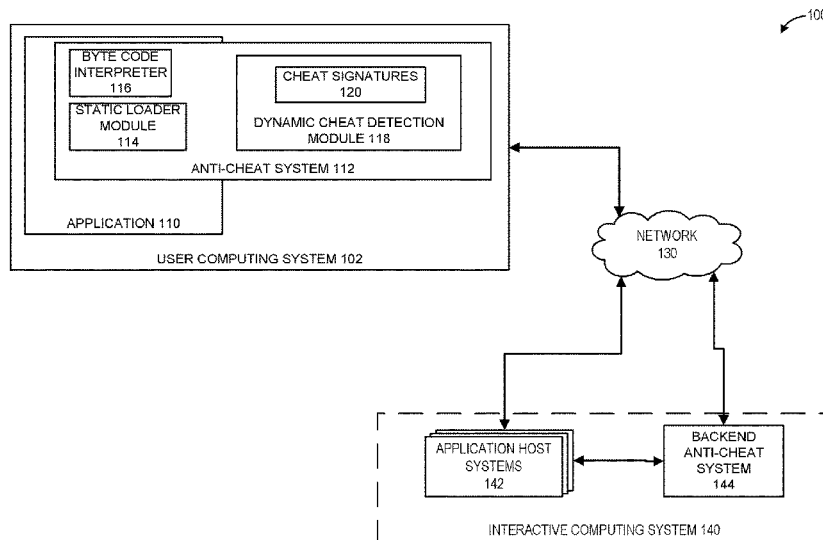 100
BYTE CODE
INTERPRETER
116
STATIC LOADER
MODULE
114
CHEAT SIGNATURES
120
DYNAMIC CHEAT DETECTION
MODULE 118
ANTI-CHEAT SYSTEM 112
APPLICATION 110
USER COMPUTING SYSTEM 102
NETWORK
130
APPLICATION HOST
SYSTEMS
142
BACKEND
ANTI-CHEAT
SYSTEM
144
INTERACTIVE COMPUTING SYSTEM 140